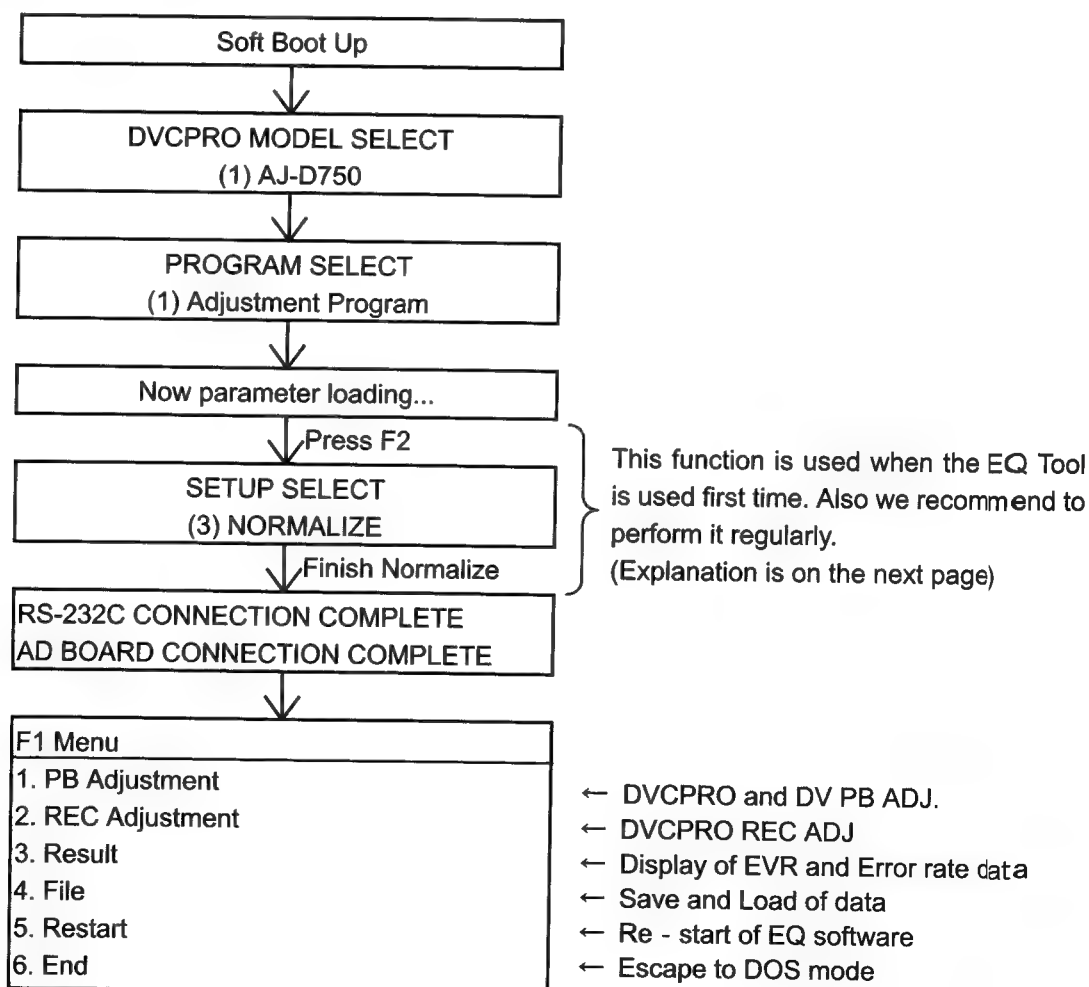 Soft Boot Up
DVCPRO MODEL SELECT
(1) AJ-D750
PROGRAM SELECT
(1) Adjustment Program
Now parameter loading...
Press F2
SETUP SELECT
(3) NORMALIZE
Finish Normalize
This function is used when the EQ Tool
is used first time. Also we recommend to
perform it regularly.
(Explanation is on the next page)
RS-232C CONNECTION COMPLETE
AD BOARD CONNECTION COMPLETE
F1 Menu
1. PB Adjustment
← DVCPRO and DV PB ADJ.
2. REC Adjustment
← DVCPRO REC ADJ
3. Result
← Display of EVR and Error rate data
4. File
← Save and Load of data
5. Restart
← Re - start of EQ software
6. End
← Escape to DOS mode